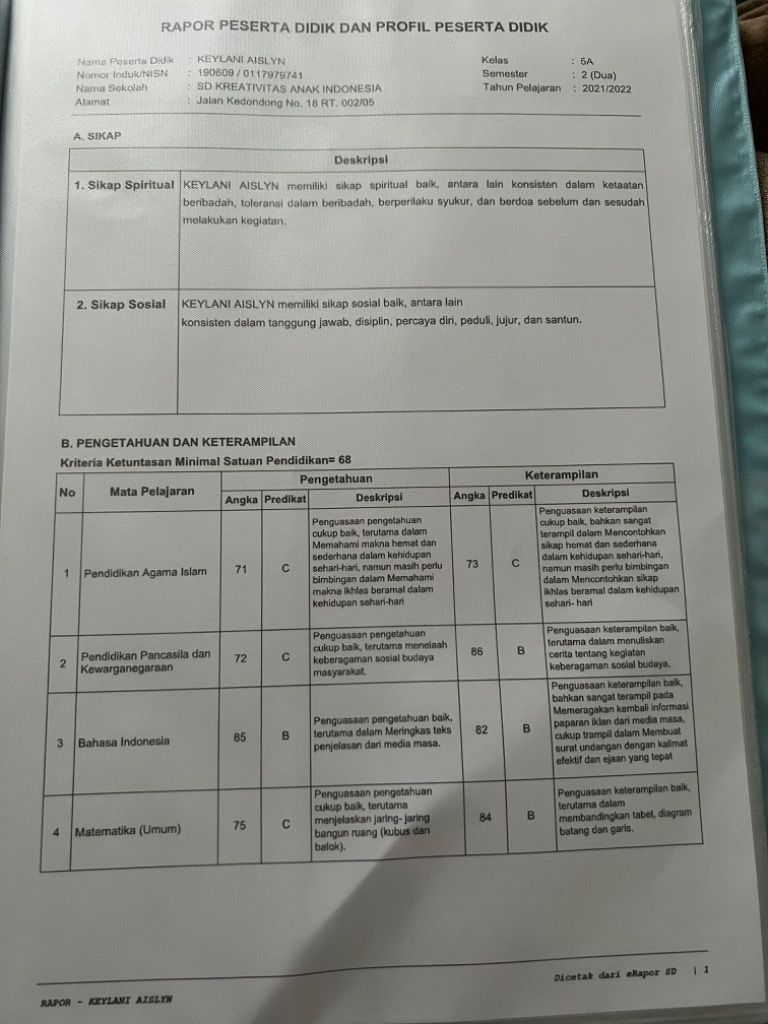 RAPOR PESERTA DIDIK DAN PROFIL PESERTA DIDIK
Nama Peserta Didik : KEYLANI AISLYN
Kelas : 5A
Nomor Induk/NISN : 190609 / 0117979741
Semester : 2 (Dua)
Nama Sekolah : SD KREATIVITAS ANAK INDONESIA
Tahun Pelajaran : 2021/2022
Alamat : Jalan Kedondong No. 18 RT. 002/05
A. SIKAP
Deskripsi
1. Sikap Spiritual
KEYLANI AISLYN memiliki sikap spiritual baik, antara lain konsisten dalam ketaatan
beribadah, toleransi dalam beribadah, berperilaku syukur, dan berdoa sebelum dan sesudah
melakukan kegiatan.
2. Sikap Sosial
KEYLANI AISLYN memiliki sikap sosial baik, antara lain
konsisten dalam tanggung jawab, disiplin, percaya diri, peduli, jujur, dan santun.
B. PENGETAHUAN DAN KETERAMPILAN
Kriteria Ketuntasan Minimal Satuan Pendidikan= 68
No
Mata Pelajaran
Pengetahuan
Keterampilan
Angka
Predikat
Deskripsi
Angka
Predikat
Deskripsi
1
Pendidikan Agama Islam
71
C
Penguasaan pengetahuan
cukup baik, terutama dalam
Memahami makna hemat dan
sederhana dalam kehidupan
sehari-hari, namun masih perlu
bimbingan dalam Memahami
makna ikhlas beramal dalam
kehidupan sehari-hari
73
C
Penguasaan keterampilan
cukup baik, bahkan sangat
terampil dalam Mencontohkan
sikap hemat dan sederhana
dalam kehidupan sehari-hari,
namun masih perlu bimbingan
dalam Mencontohkan sikap
ikhlas beramal dalam kehidupan
sehari- hari
2
Pendidikan Pancasila dan
Kewarganegaraan
72
C
Penguasaan pengetahuan
cukup baik, terutama menelaah
keberagaman sosial budaya
masyarakat.
86
B
Penguasaan keterampilan baik,
terutama dalam menuliskan
cerita tentang kegiatan
keberagaman sosial budaya.
3
Bahasa Indonesia
85
B
Penguasaan pengetahuan baik,
terutama dalam Meringkas teks
penjelasan dari media masa.
82
B
Penguasaan keterampilan baik,
bahkan sangat terampil pada
Memeragakan kembali informasi
paparan iklan dari media masa,
cukup trampil dalam Membuat
surat undangan dengan kalimat
efektif dan ejaan yang tepat
4
Matematika (Umum)
75
C
Penguasaan pengetahuan
cukup baik, terutama
menjelaskan jaring- jaring
bangun ruang (kubus dan
balok).
84
B
Penguasaan keterampilan baik,
terutama dalam
membandingkan tabel, diagram
batang dan garis.
Dicetak dari eRapor SD | 1
RAPOR - KEYLANI AISLYN